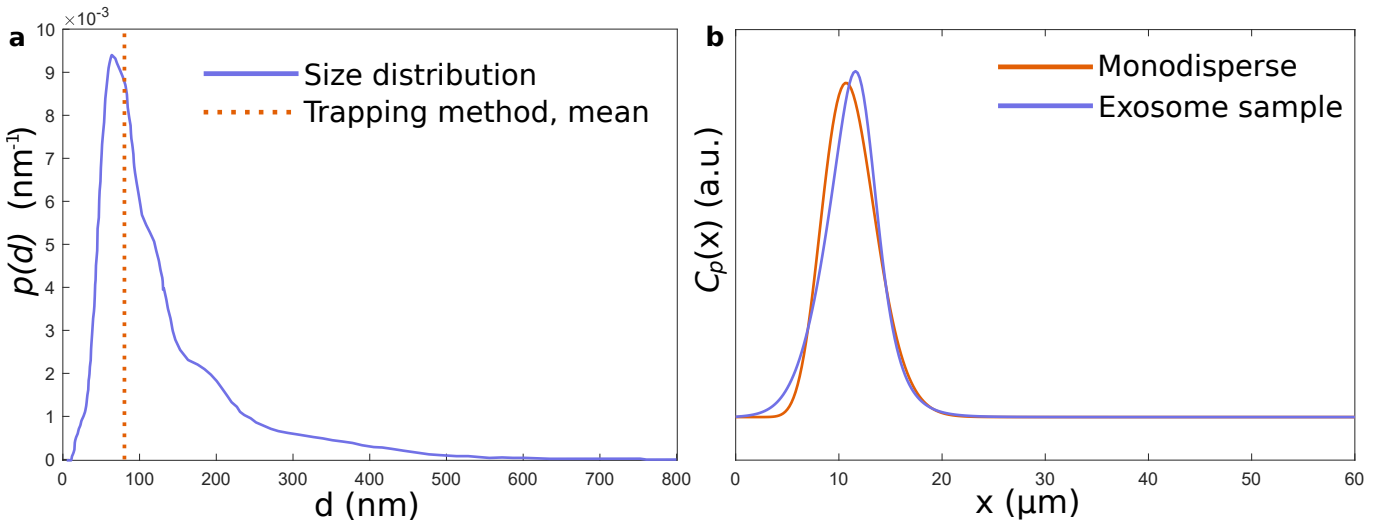 a
×10⁻³
10
9
8
7
6
5
4
3
2
1
0
p(d) (nm⁻¹)
Size distribution
Trapping method, mean
0 100 200 300 400 500 600 700 800
d (nm)
b
Cₚ(x) (a.u.)
Monodisperse
Exosome sample
0 10 20 30 40 50 60
x (μm)